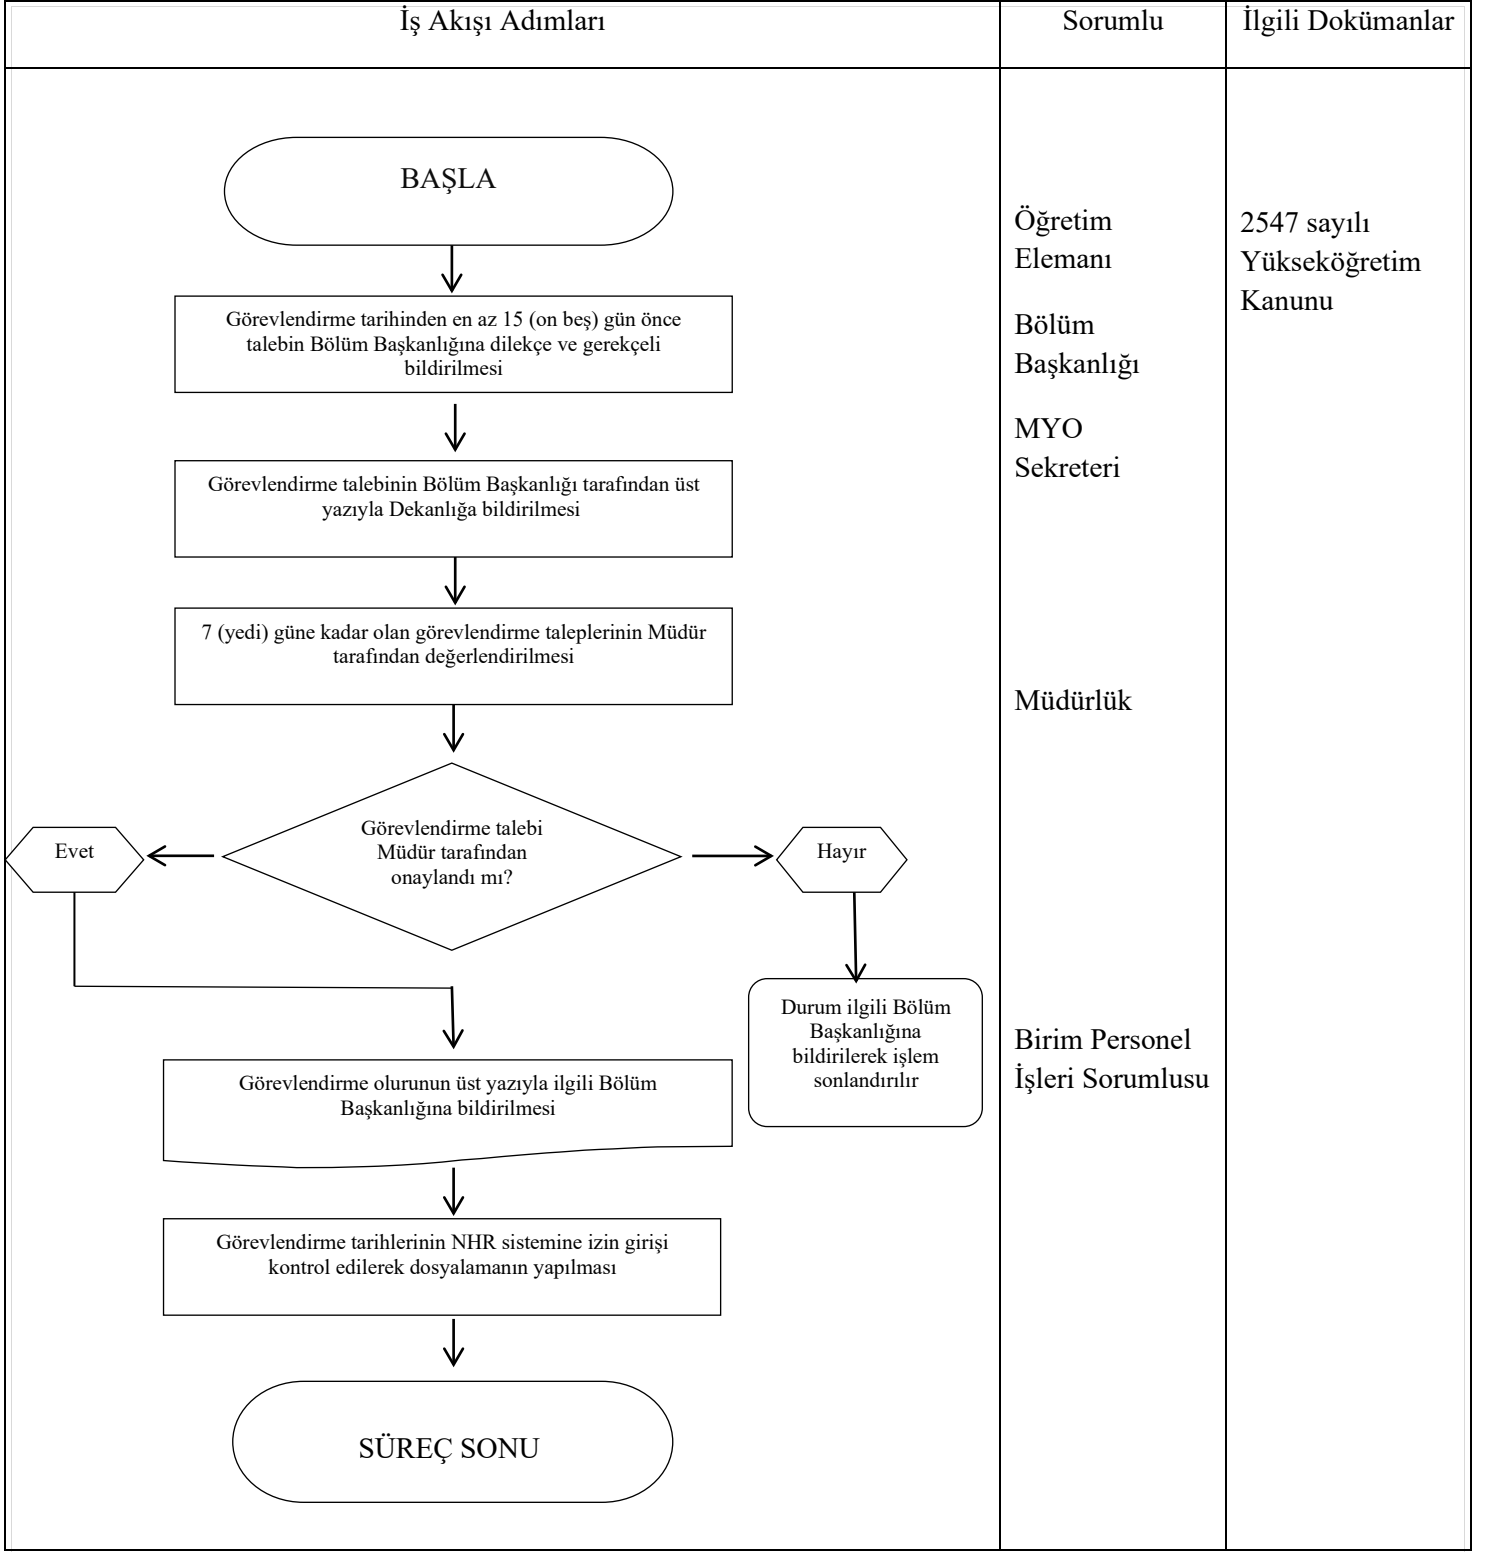 İş Akışı Adımları
Sorumlu
İlgili Dokümanlar
BAŞLA
Görevlendirme tarihinden en az 15 (on beş) gün önce
talebin Bölüm Başkanlığına dilekçe ve gerekçeli
bildirilmesi
Görevlendirme talebinin Bölüm Başkanlığı tarafından üst
yazıyla Dekanlığa bildirilmesi
7 (yedi) güne kadar olan görevlendirme taleplerinin Müdür
tarafından değerlendirilmesi
Görevlendirme talebi
Müdür tarafından
onaylandı mı?
Evet
Hayır
Durum ilgili Bölüm
Başkanlığına
bildirilerek işlem
sonlandırılır
Görevlendirme olurunun üst yazıyla ilgili Bölüm
Başkanlığına bildirilmesi
Görevlendirme tarihlerinin NHR sistemine izin girişi
kontrol edilerek dosyalamanın yapılması
SÜREÇ SONU
Öğretim
Elemanı
Bölüm
Başkanlığı
MYO
Sekreteri
Müdürlük
Birim Personel
İşleri Sorumlusu
2547 sayılı
Yükseköğretim
Kanunu